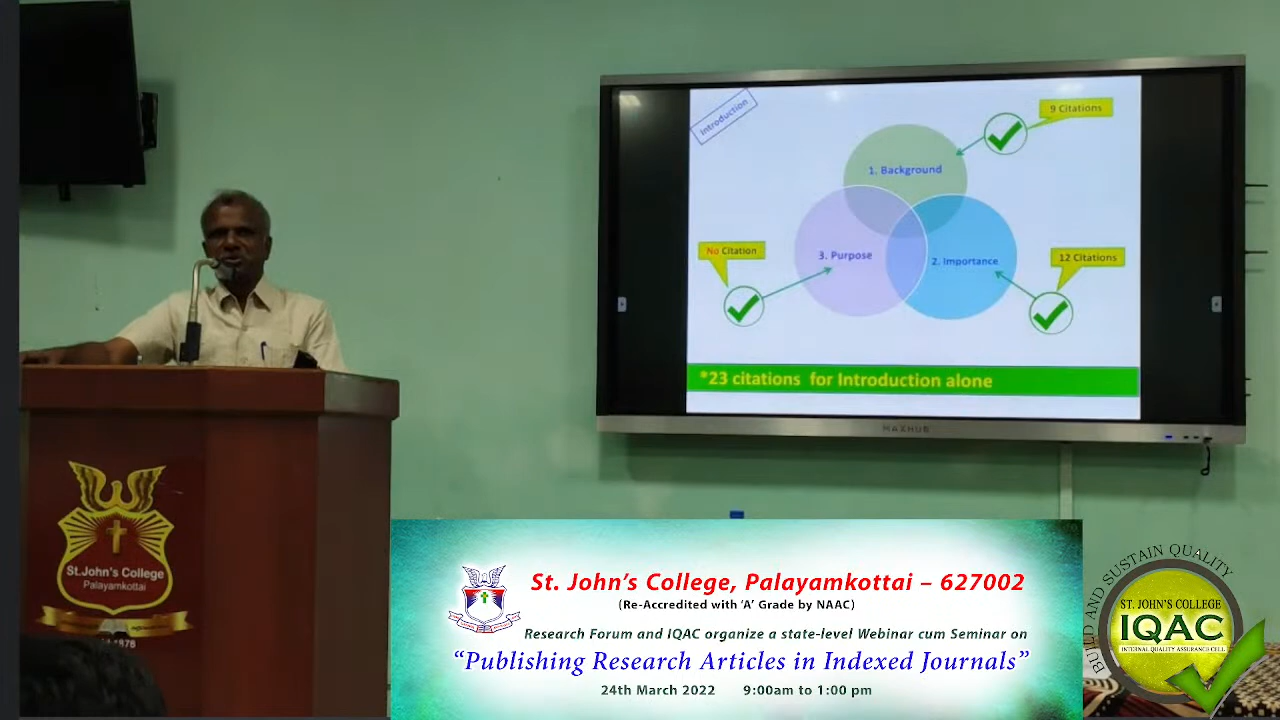 Introduction
9 Citations
1. Background
No Citation
3. Purpose
2. Importance
12 Citations
*23 citations for Introduction alone
MAXHUB
St.John's College
Palayamkottai
1878
St. John's College, Palayamkottai – 627002
(Re-Accredited with 'A' Grade by NAAC)
Research Forum and IQAC organize a state-level Webinar cum Seminar on
“Publishing Research Articles in Indexed Journals”
24th March 2022 9:00am to 1:00 pm
BUILD AND SUSTAIN QUALITY
ST. JOHN'S COLLEGE
IQAC
INTERNAL QUALITY ASSURANCE CELL